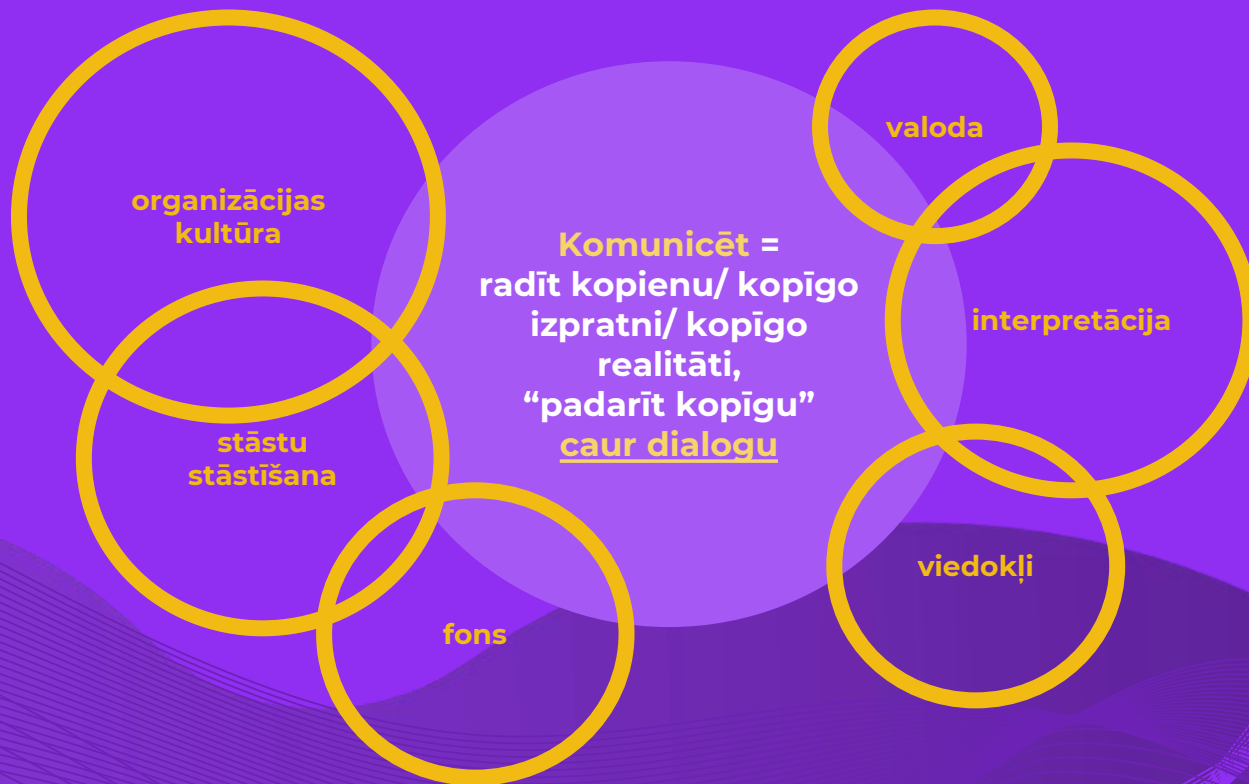 organizācijas
kultūra
stāstu
stāstīšana
fons
Komunicēt =
radīt kopienu/ kopīgo
izpratni/ kopīgo
realitāti,
“padarīt kopīgu”
caur dialogu
valoda
interpretācija
viedokļi